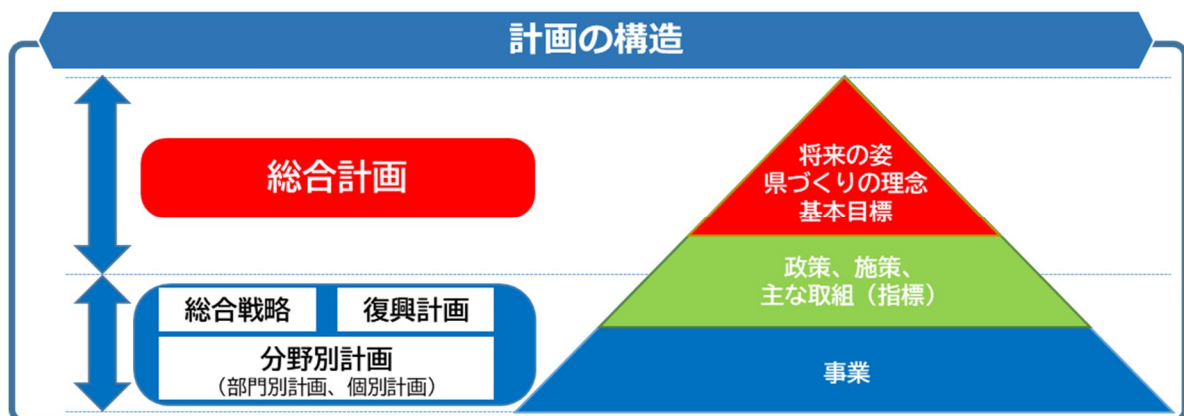 計画の構造
総合計画
総合戦略
復興計画
分野別計画
（部門別計画、個別計画）
将来の姿
県づくりの理念
基本目標
政策、施策、
主な取組（指標）
事業